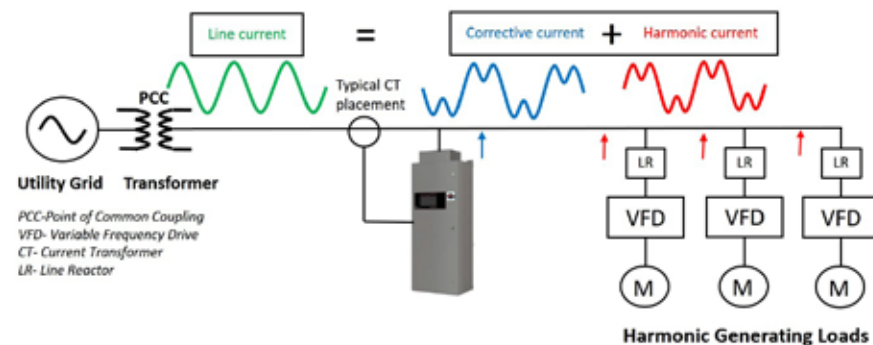 Line current
=
Corrective current
+
Harmonic current
Typical CT
placement
PCC
Utility Grid
Transformer
PCC-Point of Common Coupling
VFD- Variable Frequency Drive
CT- Current Transformer
LR- Line Reactor
LR
LR
LR
VFD
VFD
VFD
M
M
M
Harmonic Generating Loads